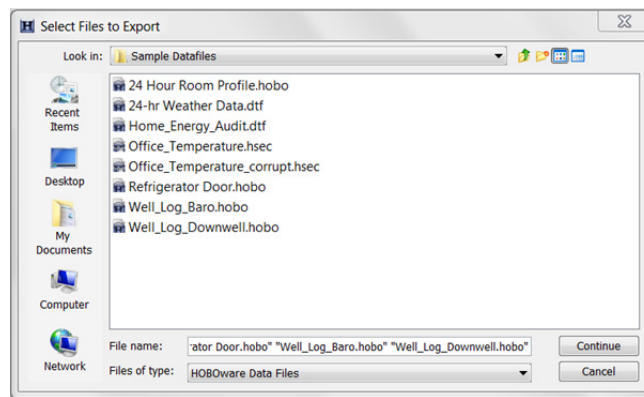 Select Files to Export
Look in: Sample Datafiles
Recent Items
Desktop
My Documents
Computer
Network
24 Hour Room Profile.hobo
24-hr Weather Data.dtf
Home_Energy_Audit.dtf
Office_Temperature.hsec
Office_Temperature_corrupt.hsec
Refrigerator Door.hobo
Well_Log_Baro.hobo
Well_Log_Downwell.hobo
File name: rator Door.hobo" "Well_Log_Baro.hobo" "Well_Log_Downwell.hobo" Continue
Files of type: HOBOware Data Files Cancel